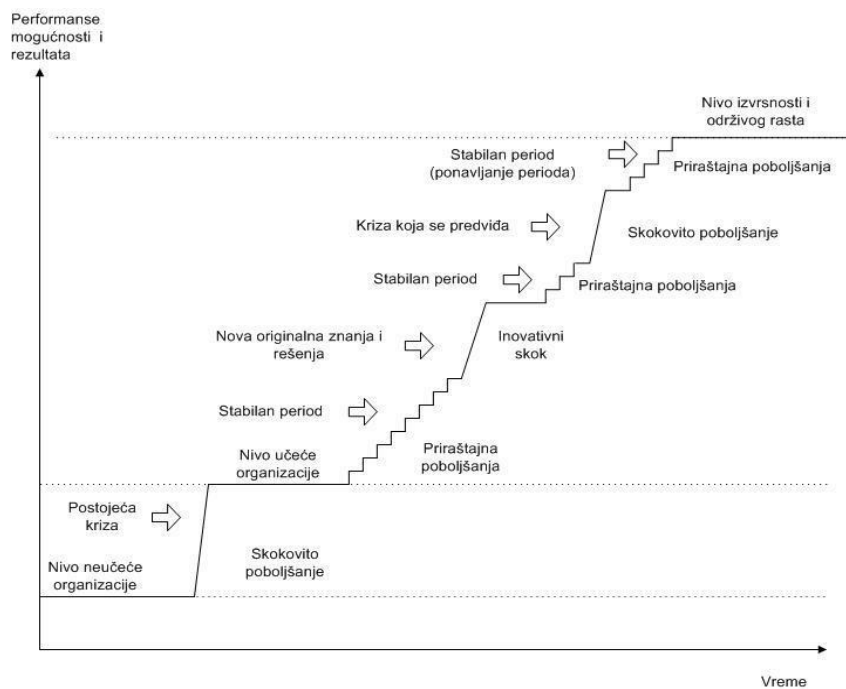 Performanse
mogućnosti i
rezultata
Nivo izvrsnosti i
održivog rasta
Stabilan period
(ponavljanje perioda)
Priraštajna poboljšanja
Kriza koja se predviđa
Skokovito poboljšanje
Stabilan period
Priraštajna poboljšanja
Nova originalna znanja i
rešenja
Inovativni
skok
Stabilan period
Nivo učeće
organizacije
Priraštajna
poboljšanja
Postojeća
kriza
Skokovito
poboljšanje
Nivo neučeće
organizacije
Vreme